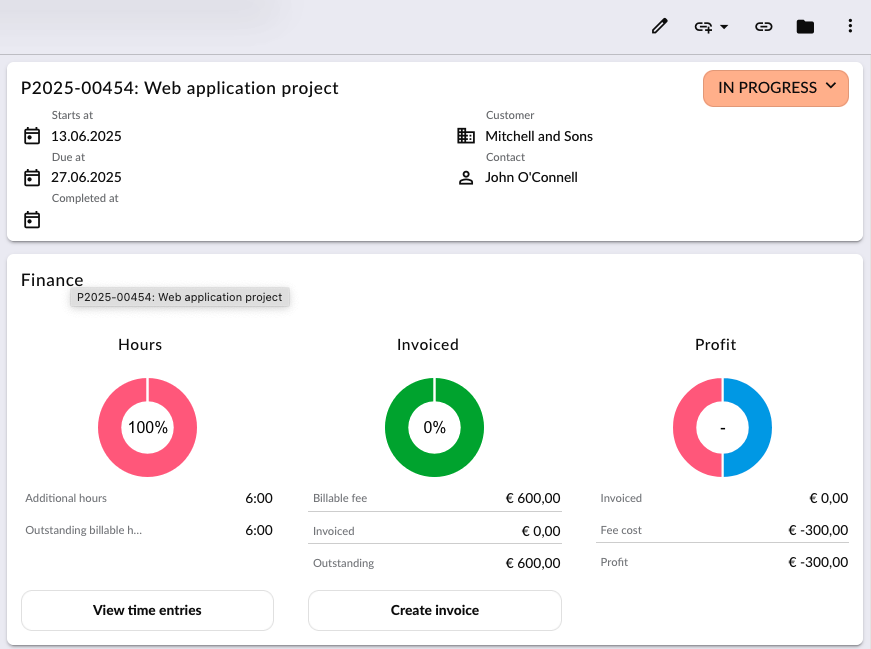 P2025-00454: Web application project
IN PROGRESS
Starts at
13.06.2025
Due at
27.06.2025
Completed at
Customer
Mitchell and Sons
Contact
John O'Connell
Finance
P2025-00454: Web application project
Hours
100%
Additional hours 6:00
Outstanding billable h... 6:00
View time entries
Invoiced
0%
Billable fee € 600,00
Invoiced € 0,00
Outstanding € 600,00
Create invoice
Profit
-
Invoiced € 0,00
Fee cost € -300,00
Profit € -300,00